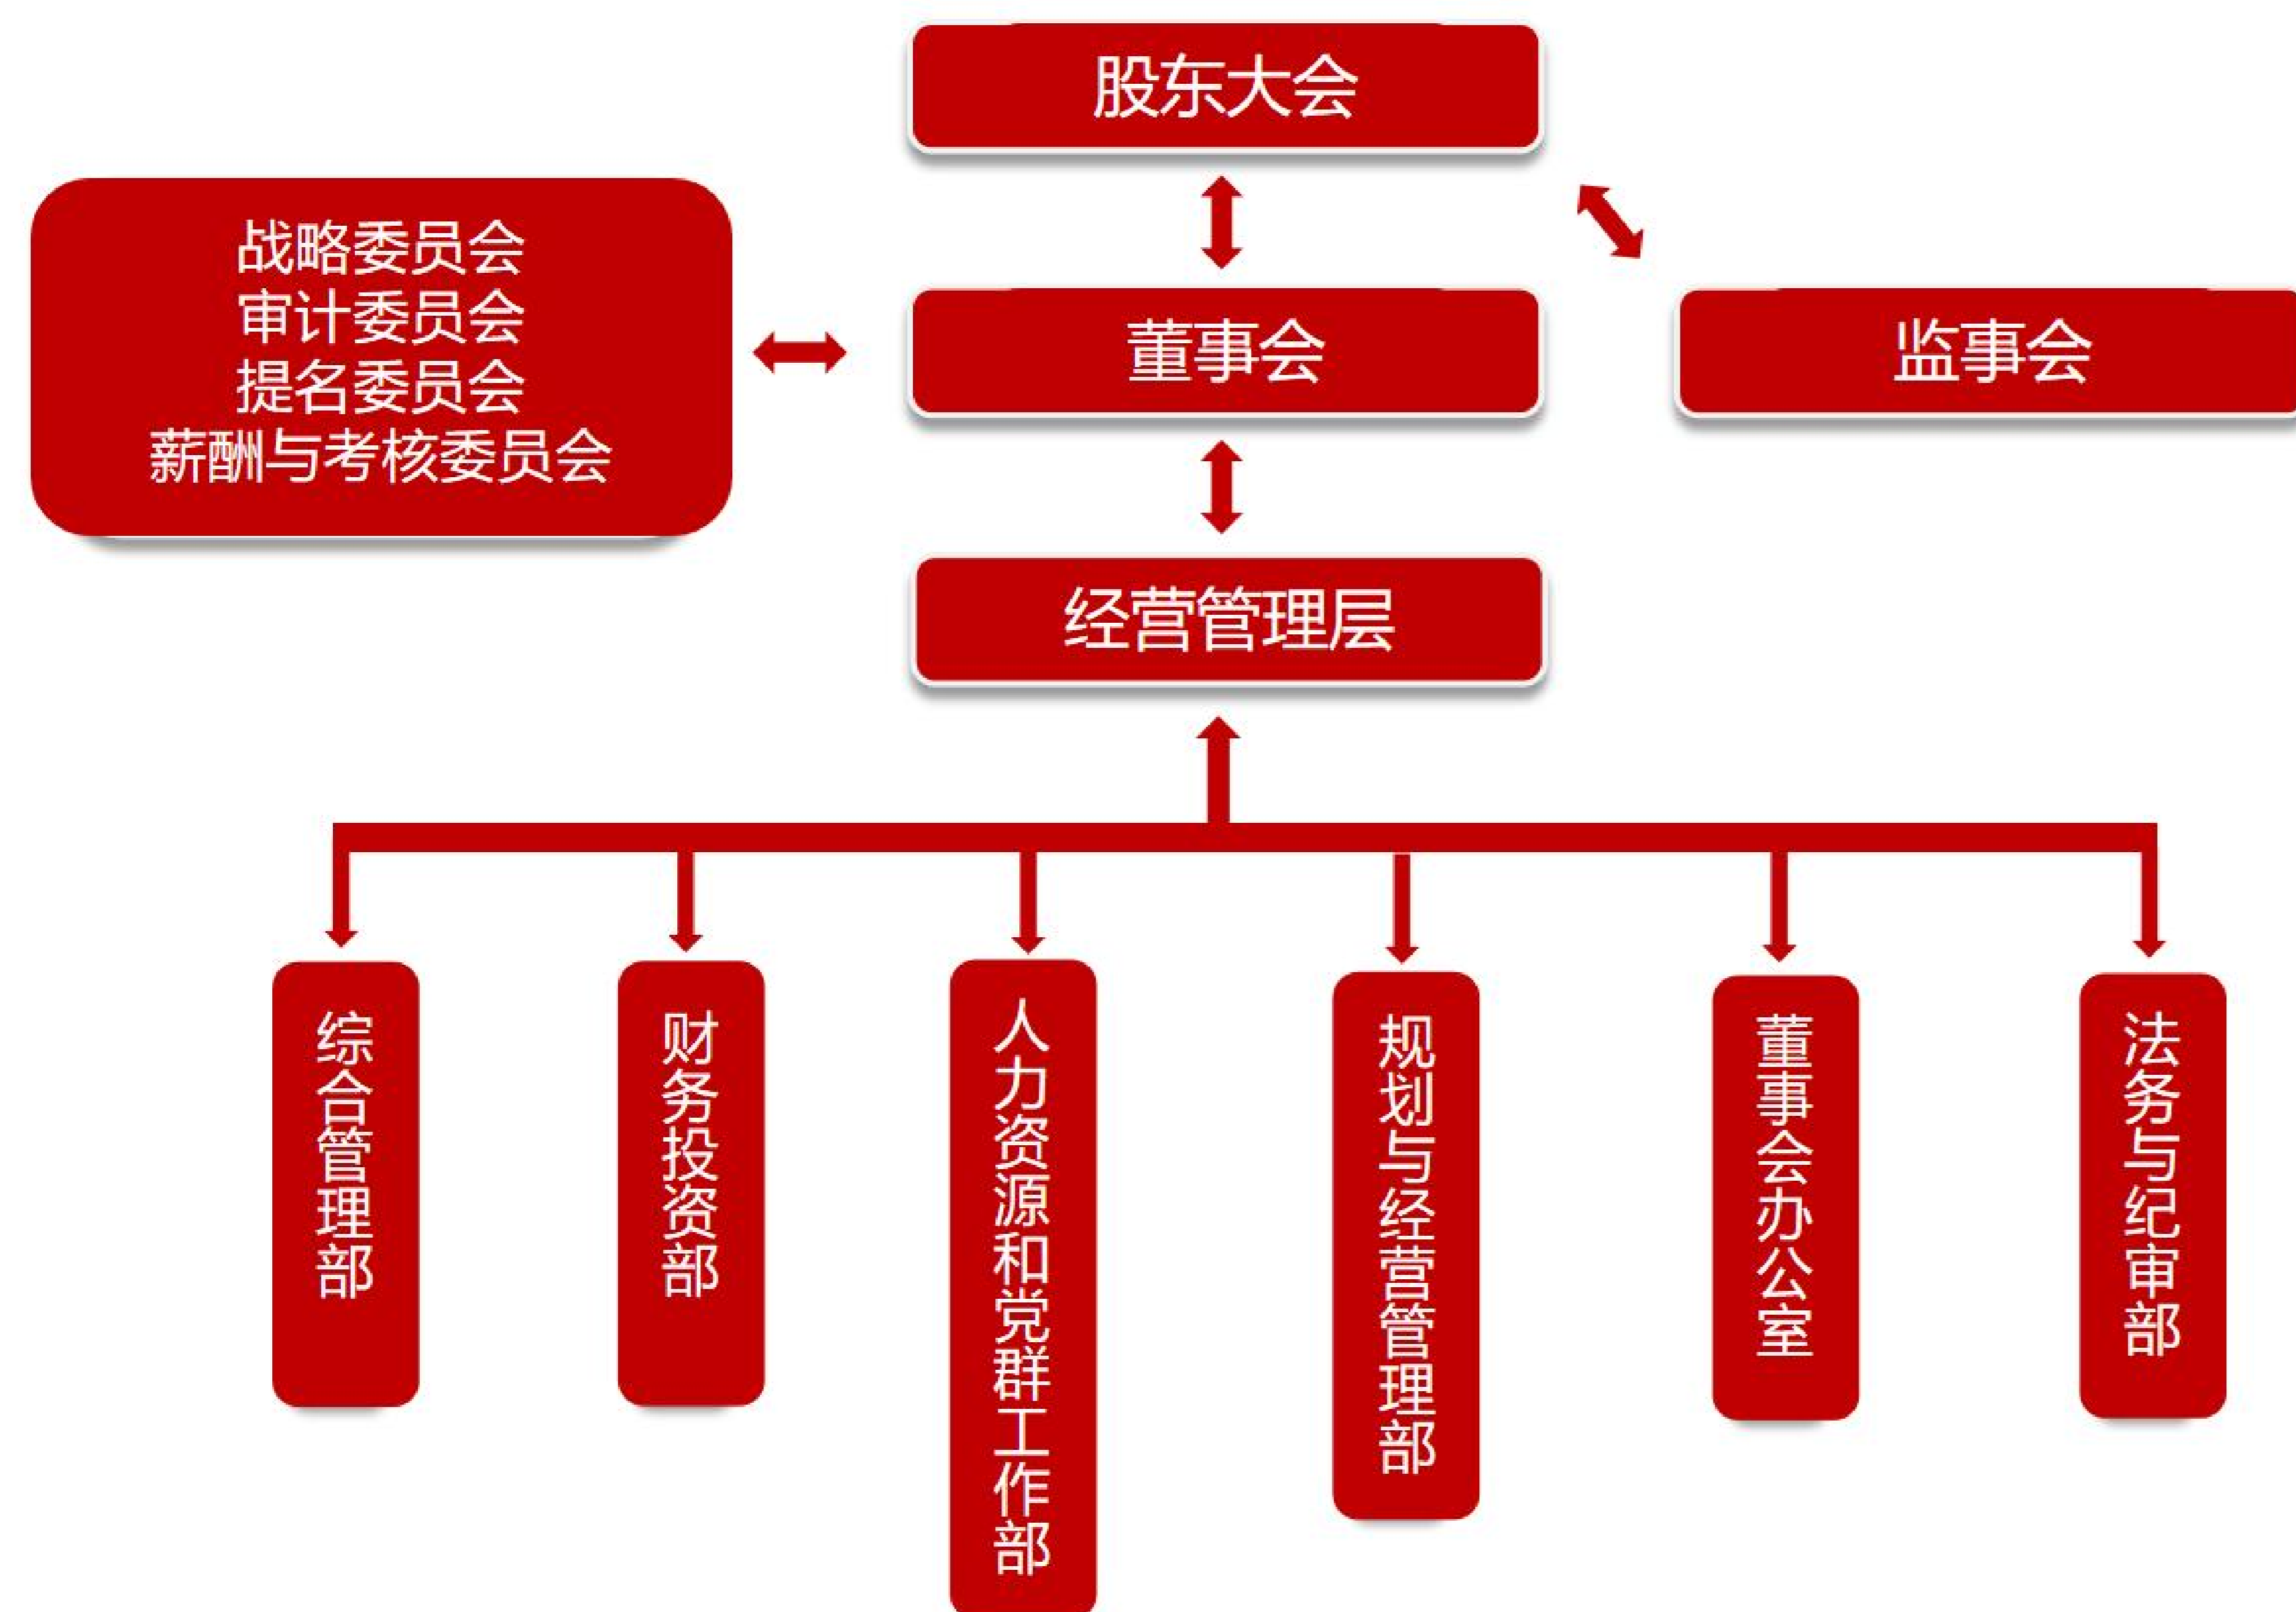 股东大会
战略委员会
审计委员会
提名委员会
薪酬与考核委员会
董事会
监事会
经营管理层
综合管理部
财务投资部
人力资源和党群工作部
规划与经营管理部
董事会办公室
法务与纪审部